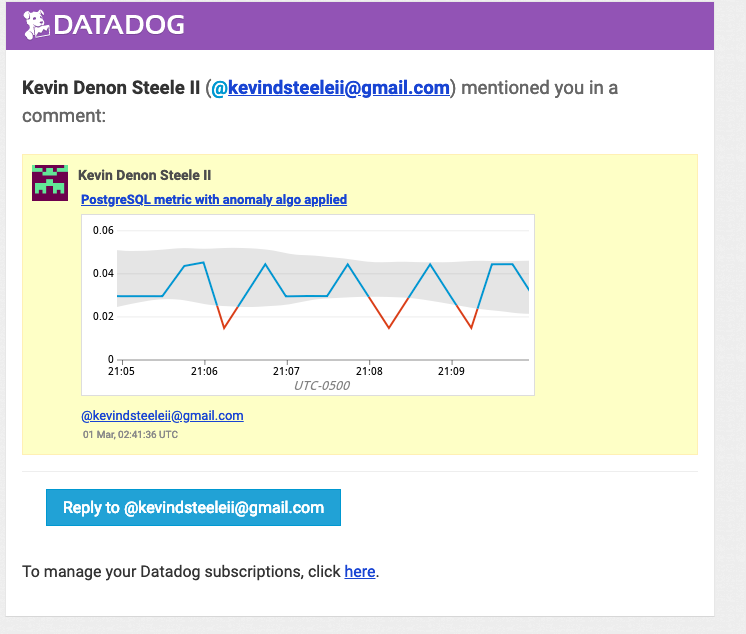 DATADOG
Kevin Denon Steele II (@kevindsteeleii@gmail.com) mentioned you in a
comment:
Kevin Denon Steele II
PostgreSQL metric with anomaly algo applied
0.06
0.04
0.02
0
21:05 21:06 21:07 21:08 21:09
UTC-0500
@kevindsteeleii@gmail.com
01 Mar, 02:41:36 UTC
Reply to @kevindsteeleii@gmail.com
To manage your Datadog subscriptions, click here.